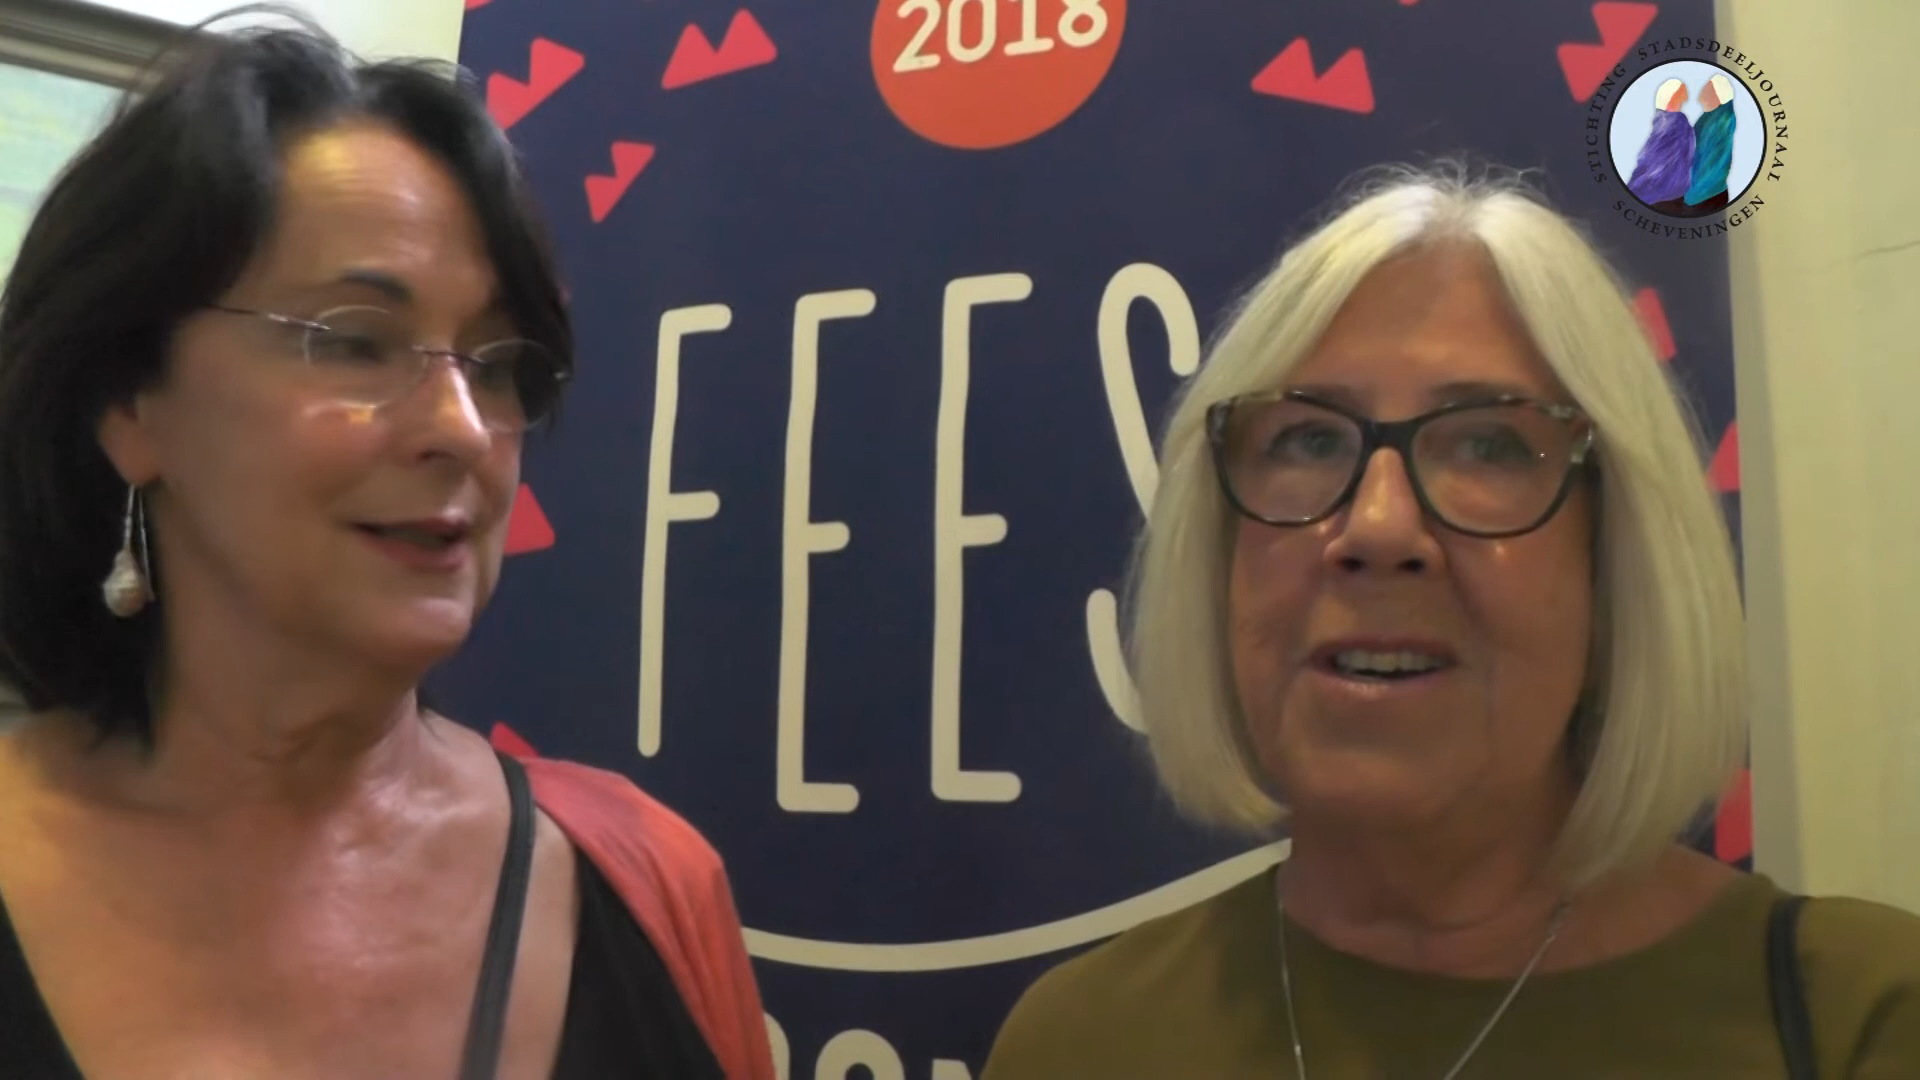 2018
FEES
STICHTING STADSDEELJOURNAAL
SCHEVENINGEN